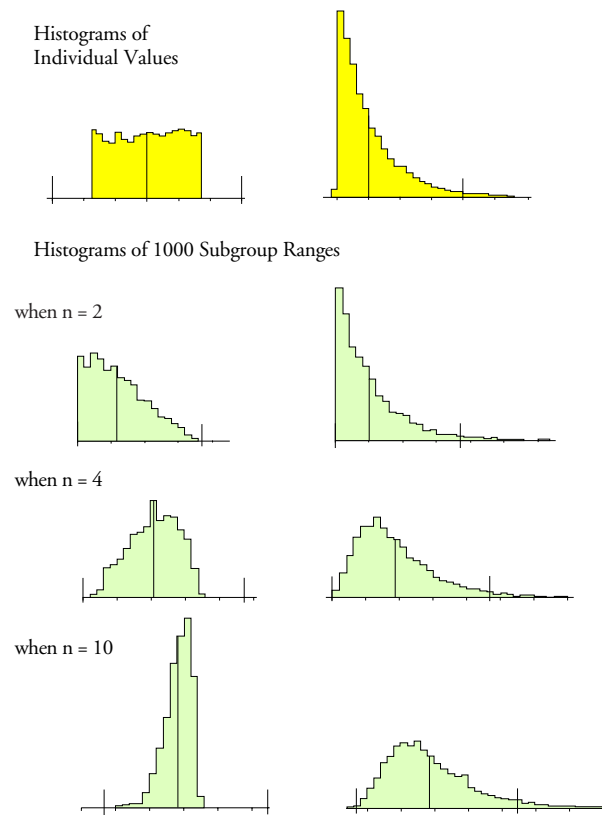 Histograms of
Individual Values
Histograms of 1000 Subgroup Ranges
when n = 2
when n = 4
when n = 10